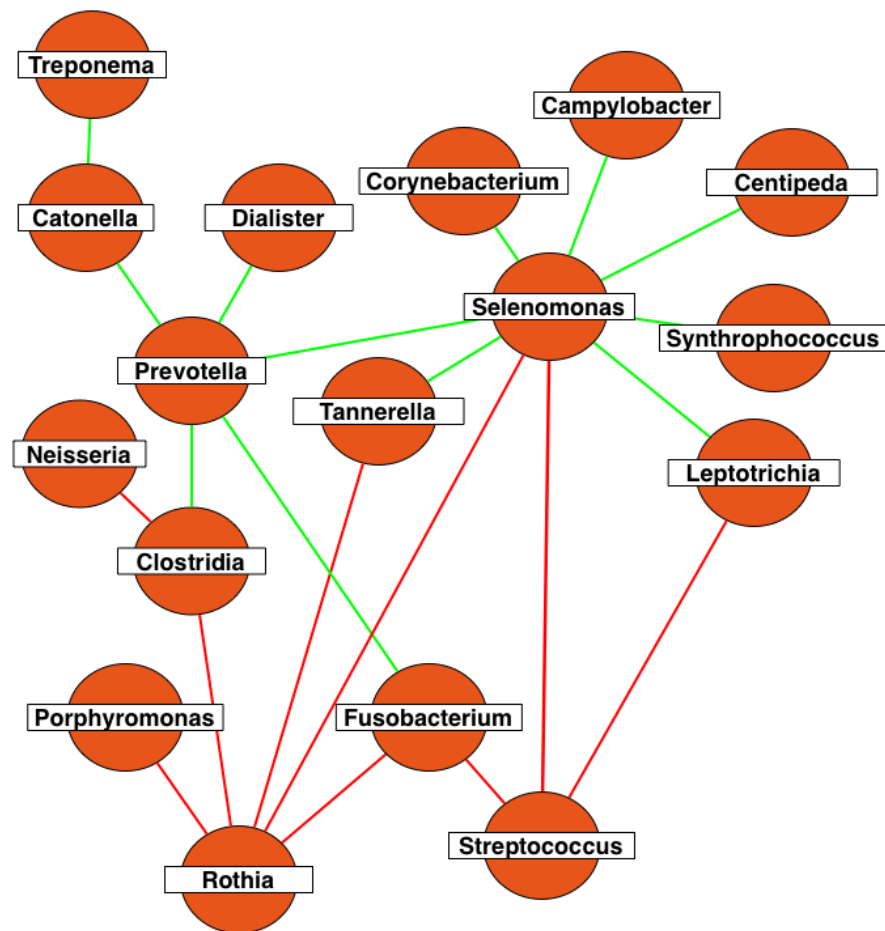 Treponema
Campylobacter
Corynebacterium
Centipeda
Catonella
Dialister
Selenomonas
Synthrophococcus
Prevotella
Tannerella
Neisseria
Leptotrichia
Clostridia
Porphyromonas
Fusobacterium
Streptococcus
Rothia